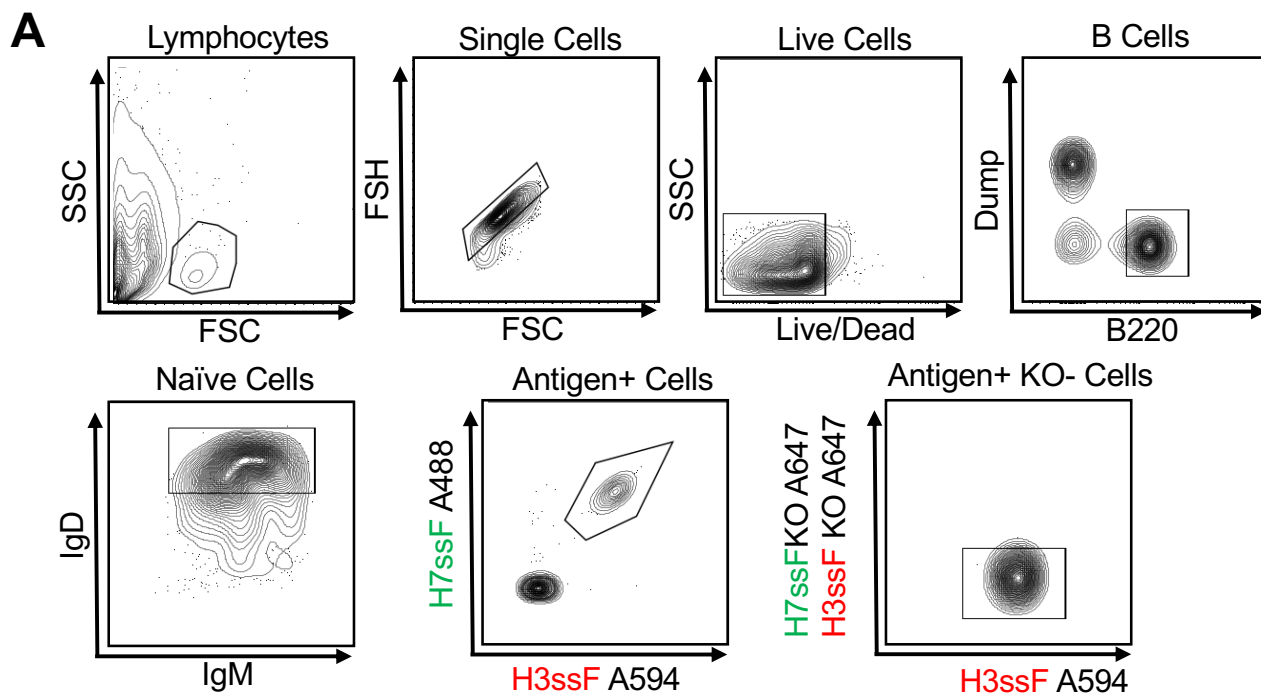 A
Lymphocytes
SSC
FSC
Single Cells
FSH
FSC
Live Cells
SSC
Live/Dead
B Cells
Dump
B220
Naïve Cells
IgD
IgM
Antigen+ Cells
H7ssF A488
H3ssF A594
Antigen+ KO- Cells
H7ssFKO A647
H3ssF KO A647
H3ssF A594